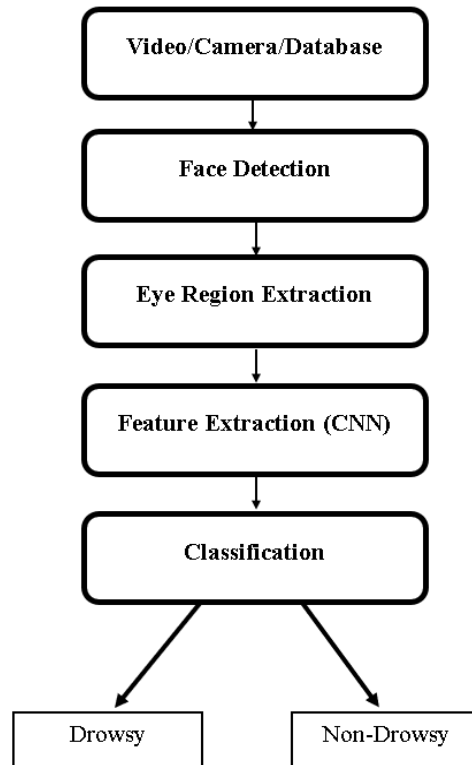 Video/Camera/Database
Face Detection
Eye Region Extraction
Feature Extraction (CNN)
Classification
Drowsy
Non-Drowsy